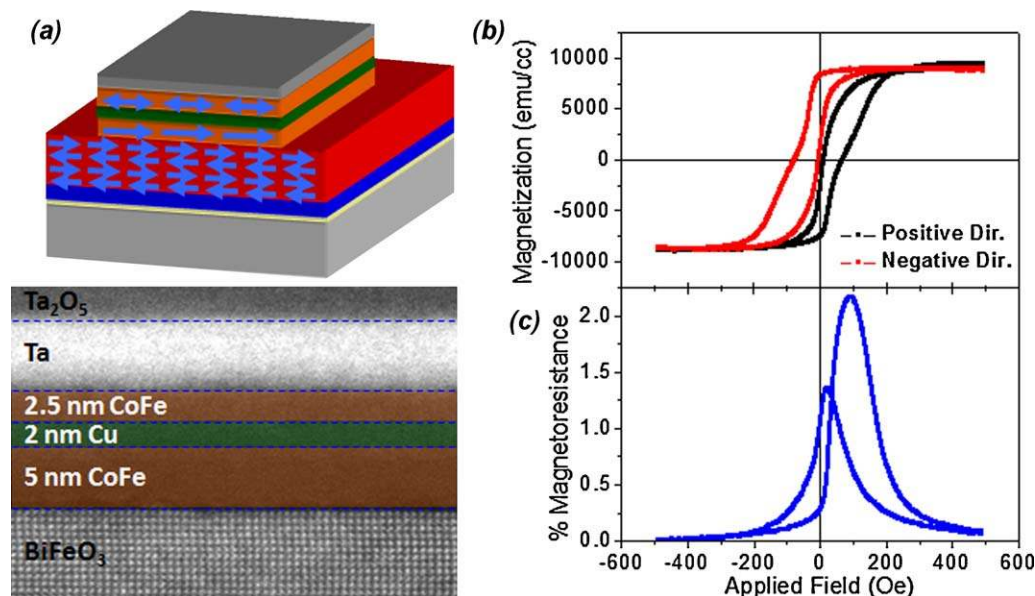 (a)
Ta₂O₅
Ta
2.5 nm CoFe
2 nm Cu
5 nm CoFe
BiFeO₃
(b)
Magnetization (emu/cc)
10000
5000
0
-5000
-10000
Positive Dir.
Negative Dir.
(c)
% Magnetoresistance
2.0
1.5
1.0
0.5
0.0
-600 -400 -200 0 200 400 600
Applied Field (Oe)